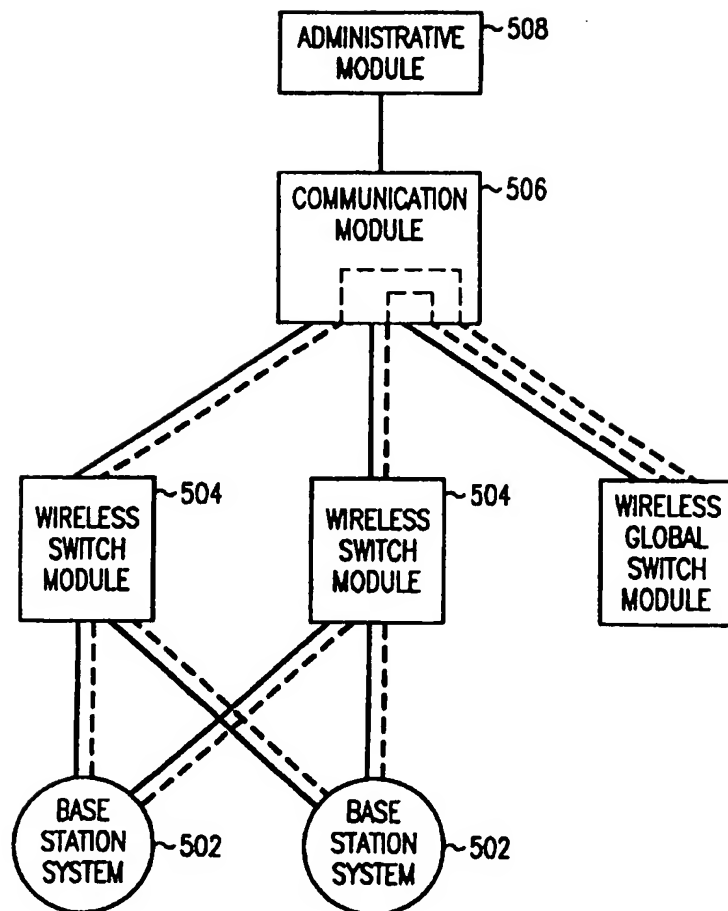 ADMINISTRATIVE
MODULE
508
COMMUNICATION
MODULE
506
WIRELESS
SWITCH
MODULE
504
WIRELESS
SWITCH
MODULE
504
WIRELESS
GLOBAL
SWITCH
MODULE
BASE
STATION
SYSTEM
502
BASE
STATION
SYSTEM
502